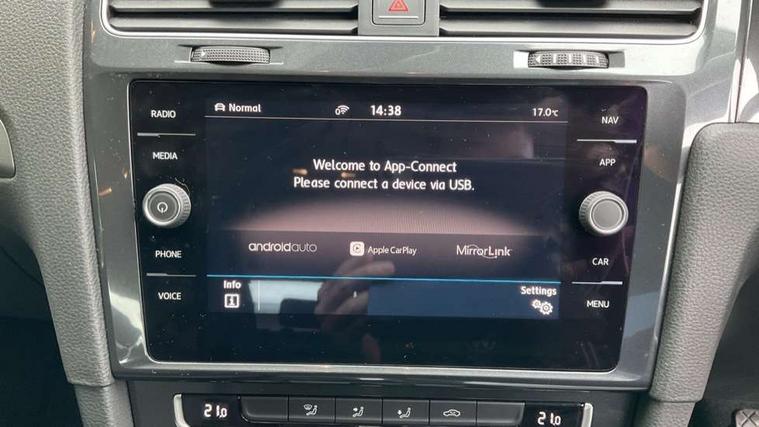 Normal 0 14:38 17.0°C
RADIO
NAV
MEDIA
APP
Welcome to App-Connect
Please connect a device via USB.
androidauto Apple CarPlay MirrorLink
PHONE
CAR
VOICE
MENU
Info
Settings
21.0 21.0